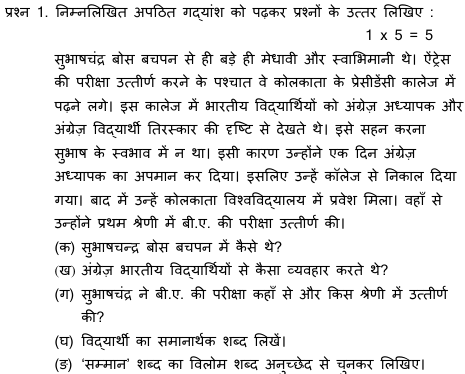 प्रश्न 1. निम्नलिखित अपठित गद्यांश को पढ़कर प्रश्नों के उत्तर लिखिए :
1 x 5 = 5
सुभाषचंद्र बोस बचपन से ही बड़े ही मेधावी और स्वाभिमानी थे। ऐंट्रेस
की परीक्षा उत्तीर्ण करने के पश्चात वे कोलकाता के प्रेसीडेंसी कालेज में
पढ़ने लगे। इस कालेज में भारतीय विद्यार्थियों को अंग्रेज़ अध्यापक और
अंग्रेज़ विद्यार्थी तिरस्कार की दृष्टि से देखते थे। इसे सहन करना
सुभाष के स्वभाव में न था। इसी कारण उन्होंने एक दिन अंग्रेज़
अध्यापक का अपमान कर दिया। इसलिए उन्हें कॉलेज से निकाल दिया
गया। बाद में उन्हें कोलकाता विश्वविद्यालय में प्रवेश मिला। वहाँ से
उन्होंने प्रथम श्रेणी में बी.ए. की परीक्षा उत्तीर्ण की।
(क) सुभाषचन्द्र बोस बचपन में कैसे थे?
(ख) अंग्रेज़ भारतीय विद्यार्थियों से कैसा व्यवहार करते थे?
(ग) सुभाषचंद्र ने बी.ए. की परीक्षा कहाँ से और किस श्रेणी में उत्तीर्ण
की?
(घ) विद्यार्थी का समानार्थक शब्द लिखें।
(ङ) 'सम्मान' शब्द का विलोम शब्द अनुच्छेद से चुनकर लिखिए।